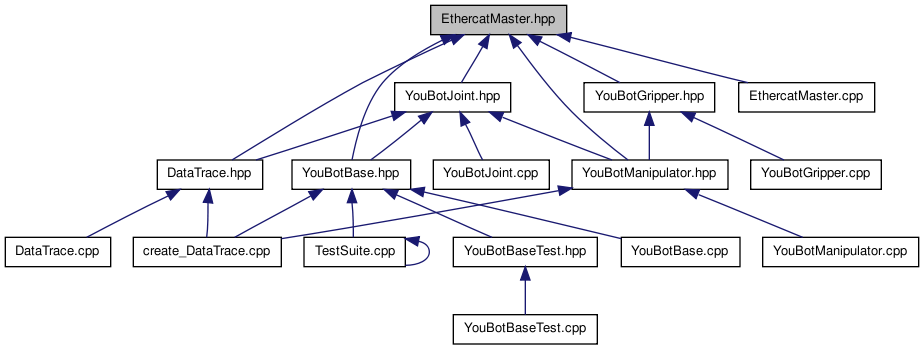 EthercatMaster.hpp
YouBotJoint.hpp
YouBotGripper.hpp
EthercatMaster.cpp
DataTrace.hpp
YouBotBase.hpp
YouBotJoint.cpp
YouBotManipulator.hpp
YouBotGripper.cpp
DataTrace.cpp
create_DataTrace.cpp
TestSuite.cpp
YouBotBaseTest.hpp
YouBotBase.cpp
YouBotManipulator.cpp
YouBotBaseTest.cpp